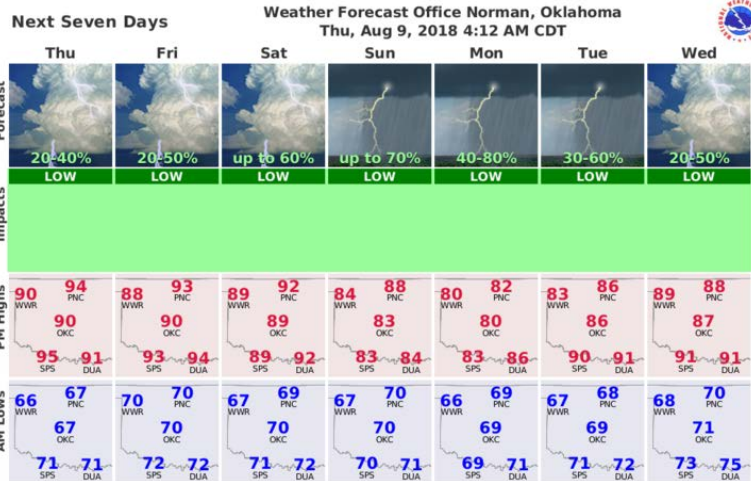 Next Seven Days
Weather Forecast Office Norman, Oklahoma
Thu, Aug 9, 2018 4:12 AM CDT
Thu Fri Sat Sun Mon Tue Wed
Forecast
20-40% 20-50% up to 60% up to 70% 40-80% 30-60% 20-50%
LOW LOW LOW LOW LOW LOW LOW
Impacts
PM Highs
94 93 92 88 82 86 88
90 88 89 84 80 83 89
PNC PNC PNC PNC PNC PNC PNC
WWR WWR WWR WWR WWR WWR WWR
90 90 89 83 80 86 87
OKC OKC OKC OKC OKC OKC OKC
95 91 93 94 89 92 83 84 83 86 90 91 91 91
SPS DUA SPS DUA SPS DUA SPS DUA SPS DUA SPS DUA SPS DUA
AM Lows
67 70 69 70 69 68 70
66 70 67 67 66 67 68
PNC PNC PNC PNC PNC PNC PNC
WWR WWR WWR WWR WWR WWR WWR
67 70 70 70 69 69 71
OKC OKC OKC OKC OKC OKC OKC
71 71 72 72 71 72 70 71 69 71 71 72 73 75
SPS DUA SPS DUA SPS DUA SPS DUA SPS DUA SPS DUA SPS DUA